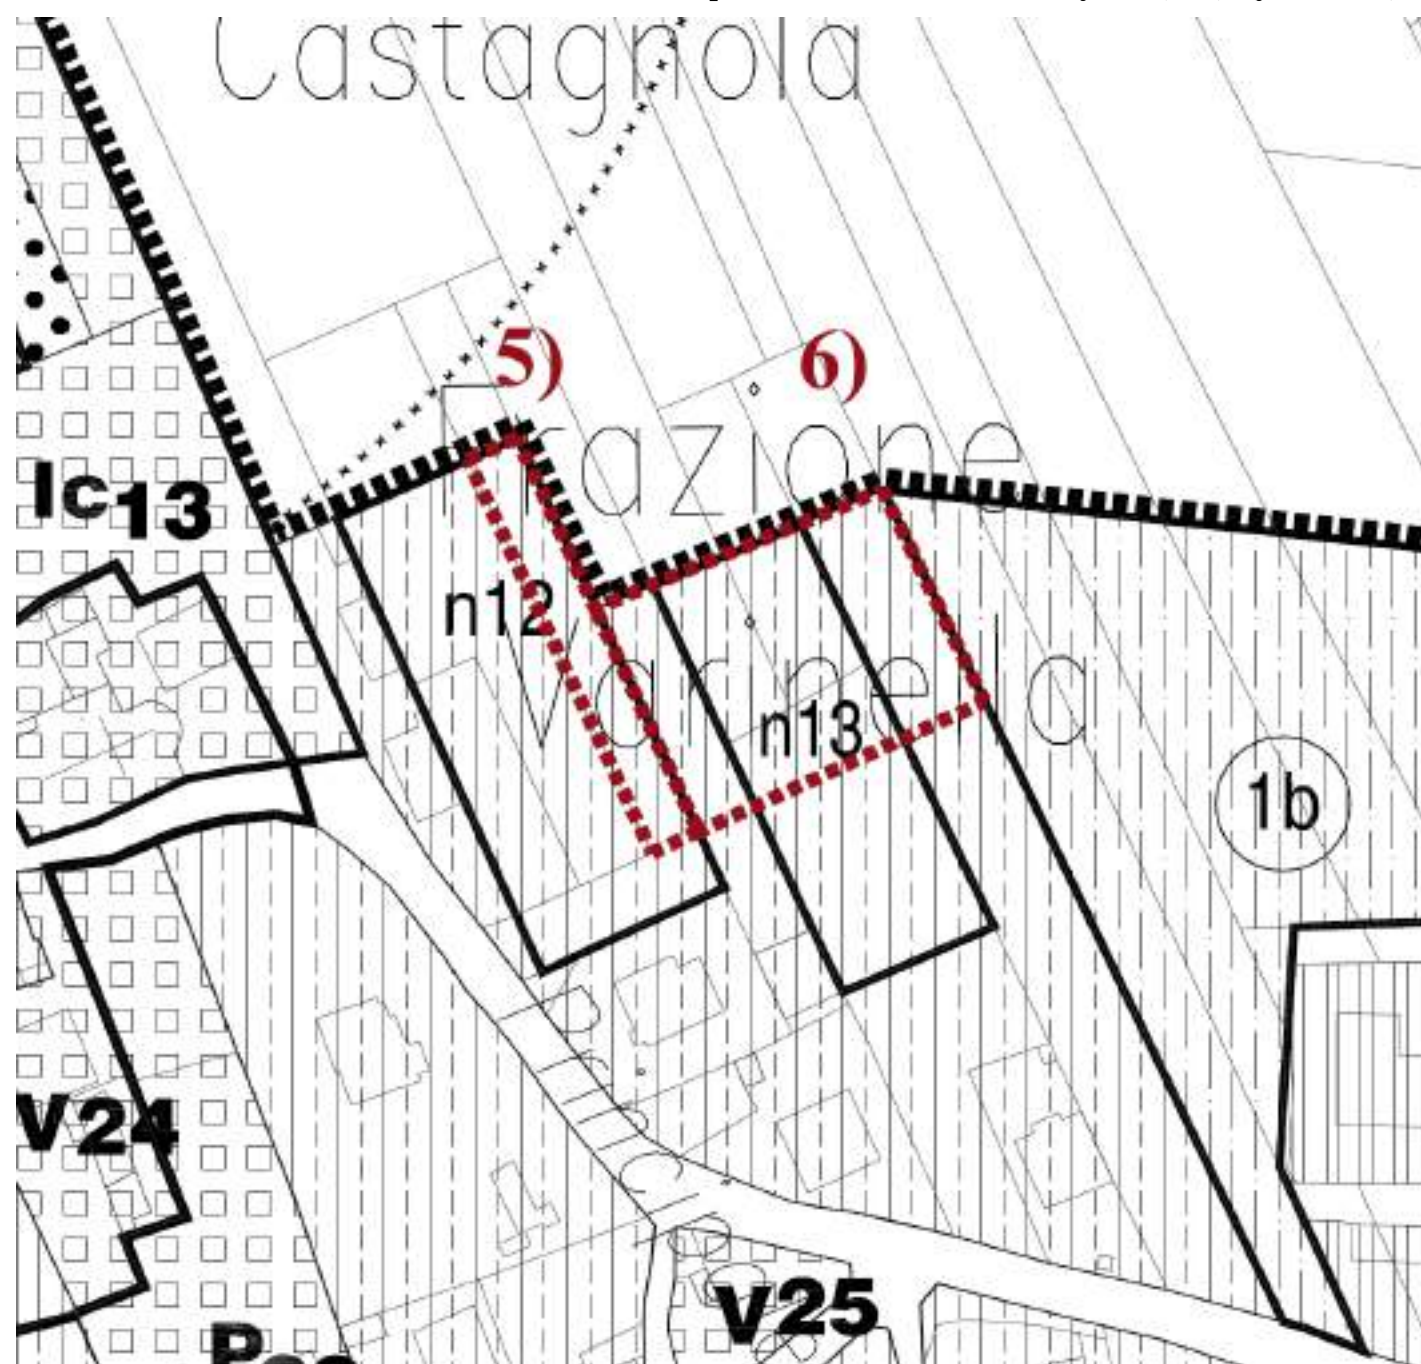 Castagnola
5) 6)
Frazione
Ic13
n12
Varinella
n13
1b
V24
V25